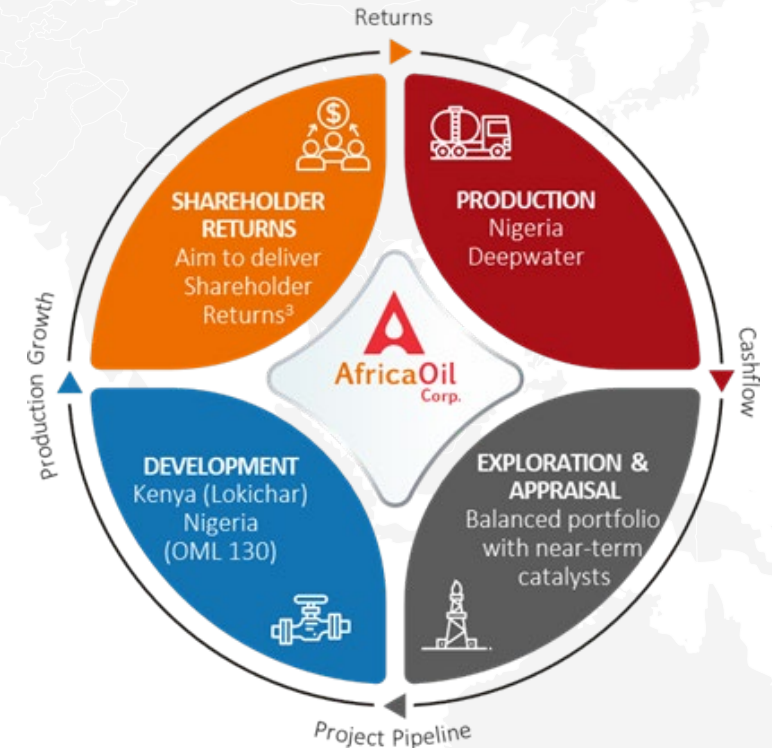 Returns
SHAREHOLDER
RETURNS
Aim to deliver
Shareholder
Returns³
PRODUCTION
Nigeria
Deepwater
AfricaOil
Corp.
Production Growth
Cashflow
DEVELOPMENT
Kenya (Lokichar)
Nigeria
(OML 130)
EXPLORATION &
APPRAISAL
Balanced portfolio
with near-term
catalysts
Project Pipeline